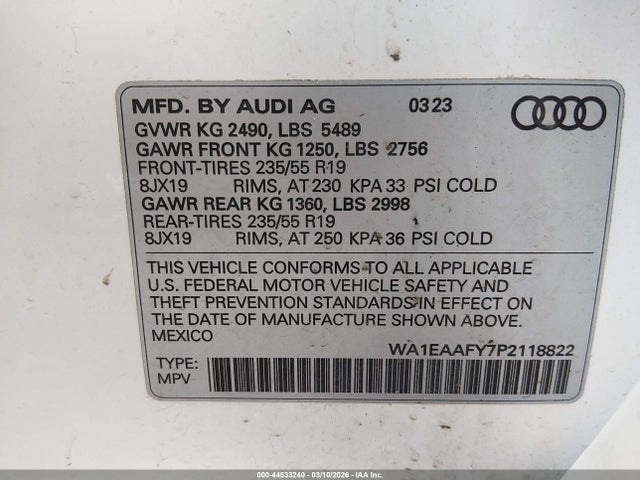 MFD. BY AUDI AG 03 23
GVWR KG 2490, LBS 5489
GAWR FRONT KG 1250, LBS 2756
FRONT-TIRES 235/55 R19
8JX19 RIMS, AT 230 KPA 33 PSI COLD
GAWR REAR KG 1360, LBS 2998
REAR-TIRES 235/55 R19
8JX19 RIMS, AT 250 KPA 36 PSI COLD
THIS VEHICLE CONFORMS TO ALL APPLICABLE
U.S. FEDERAL MOTOR VEHICLE SAFETY AND
THEFT PREVENTION STANDARDS IN EFFECT ON
THE DATE OF MANUFACTURE SHOWN ABOVE.
MEXICO
WA1EAAFY7P2118822
TYPE:
MPV
000-44533240 - 03/10/2026 - IAAI.COM